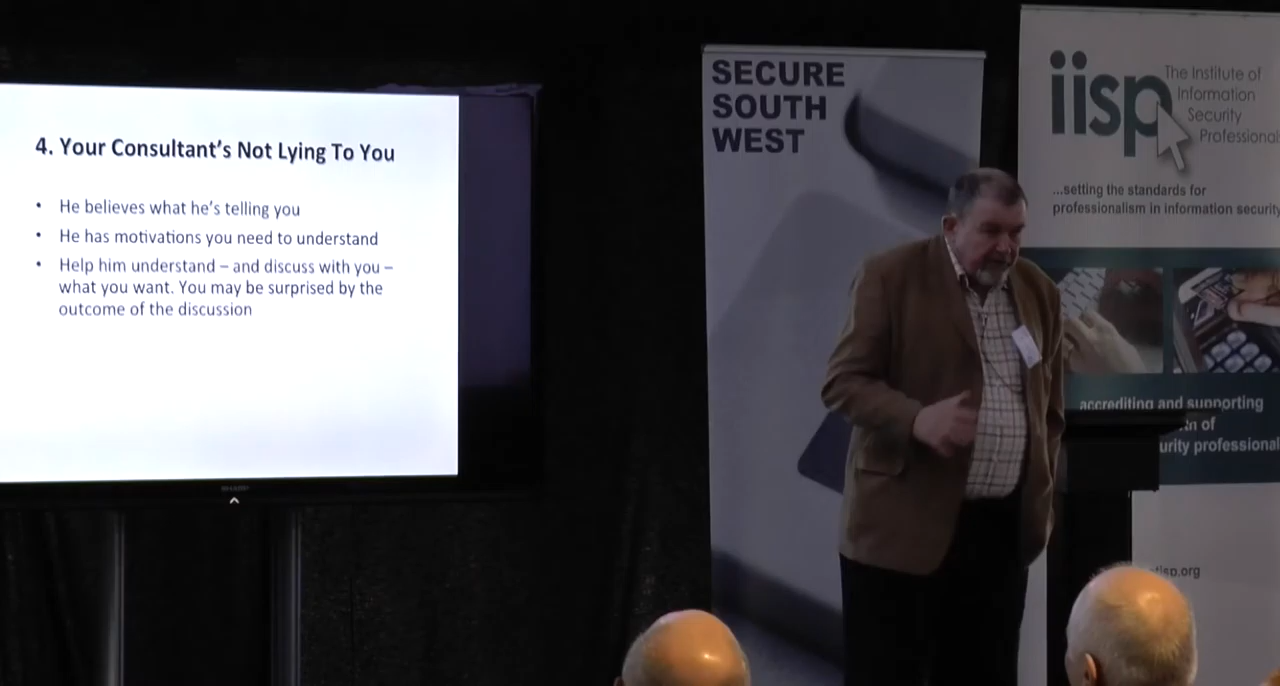 4. Your Consultant's Not Lying To You
• He believes what he's telling you
• He has motivations you need to understand
• Help him understand – and discuss with you –
what you want. You may be surprised by the
outcome of the discussion
SECURE
SOUTH
WEST
iisp
The Institute of
Information
Security
Professional
...setting the standards for
professionalism in information security
accrediting and supporting
of
urity professional